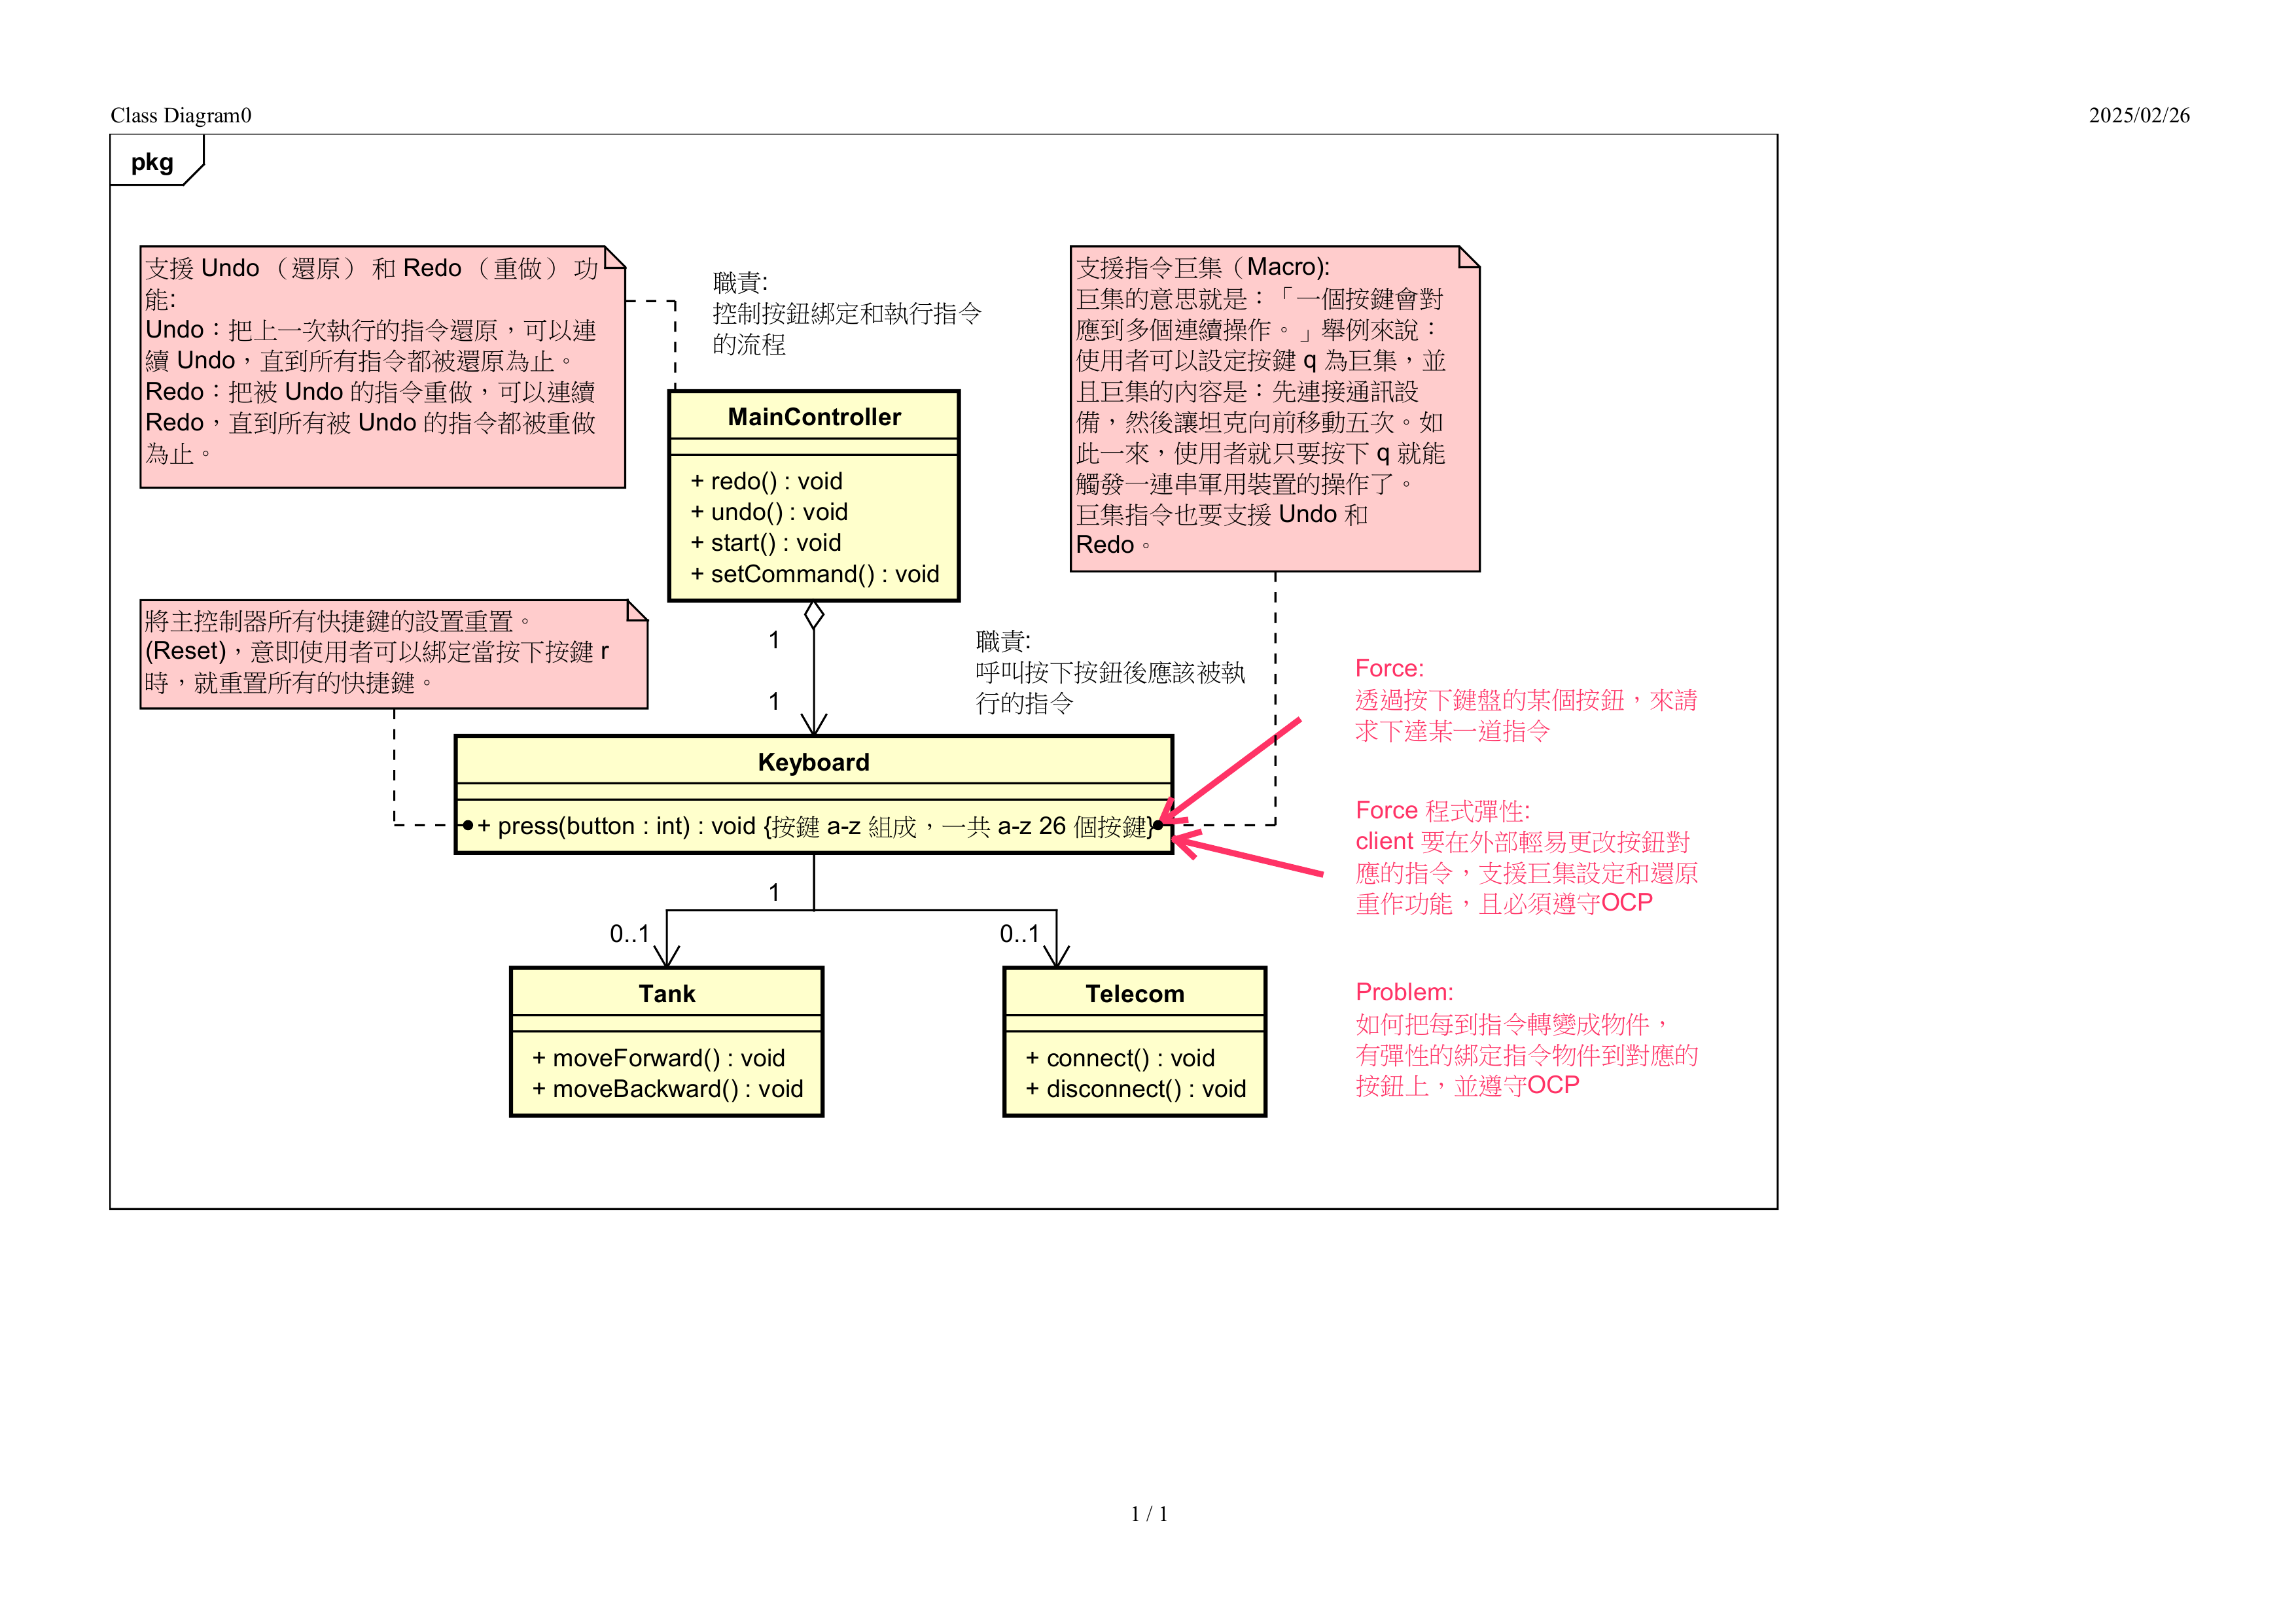 Class Diagram0
2025/02/26
pkg
支援 Undo （還原） 和 Redo （重做） 功
能:
Undo：把上一次執行的指令還原，可以連
續 Undo，直到所有指令都被還原為止。
Redo：把被 Undo 的指令重做，可以連續
Redo，直到所有被 Undo 的指令都被重做
為止。
職責:
控制按鈕綁定和執行指令
的流程
支援指令巨集（Macro):
巨集的意思就是：「一個按鍵會對
應到多個連續操作。」舉例來說：
使用者可以設定按鍵 q 為巨集，並
且巨集的內容是：先連接通訊設
備，然後讓坦克向前移動五次。如
此一來，使用者就只要按下 q 就能
觸發一連串軍用裝置的操作了。
巨集指令也要支援 Undo 和
Redo。
MainController
+ redo() : void
+ undo() : void
+ start() : void
+ setCommand() : void
將主控制器所有快捷鍵的設置重置。
(Reset)，意即使用者可以綁定當按下按鍵 r
時，就重置所有的快捷鍵。
1
1
職責:
呼叫按下按鈕後應該被執
行的指令
Force:
透過按下鍵盤的某個按鈕，來請
求下達某一道指令
Keyboard
+ press(button : int) : void {按鍵 a-z 組成，一共 a-z 26 個按鍵}
Force 程式彈性:
client 要在外部輕易更改按鈕對
應的指令，支援巨集設定和還原
重作功能，且必須遵守OCP
1
0..1
0..1
Tank
+ moveForward() : void
+ moveBackward() : void
Telecom
+ connect() : void
+ disconnect() : void
Problem:
如何把每到指令轉變成物件，
有彈性的綁定指令物件到對應的
按鈕上，並遵守OCP
1 / 1